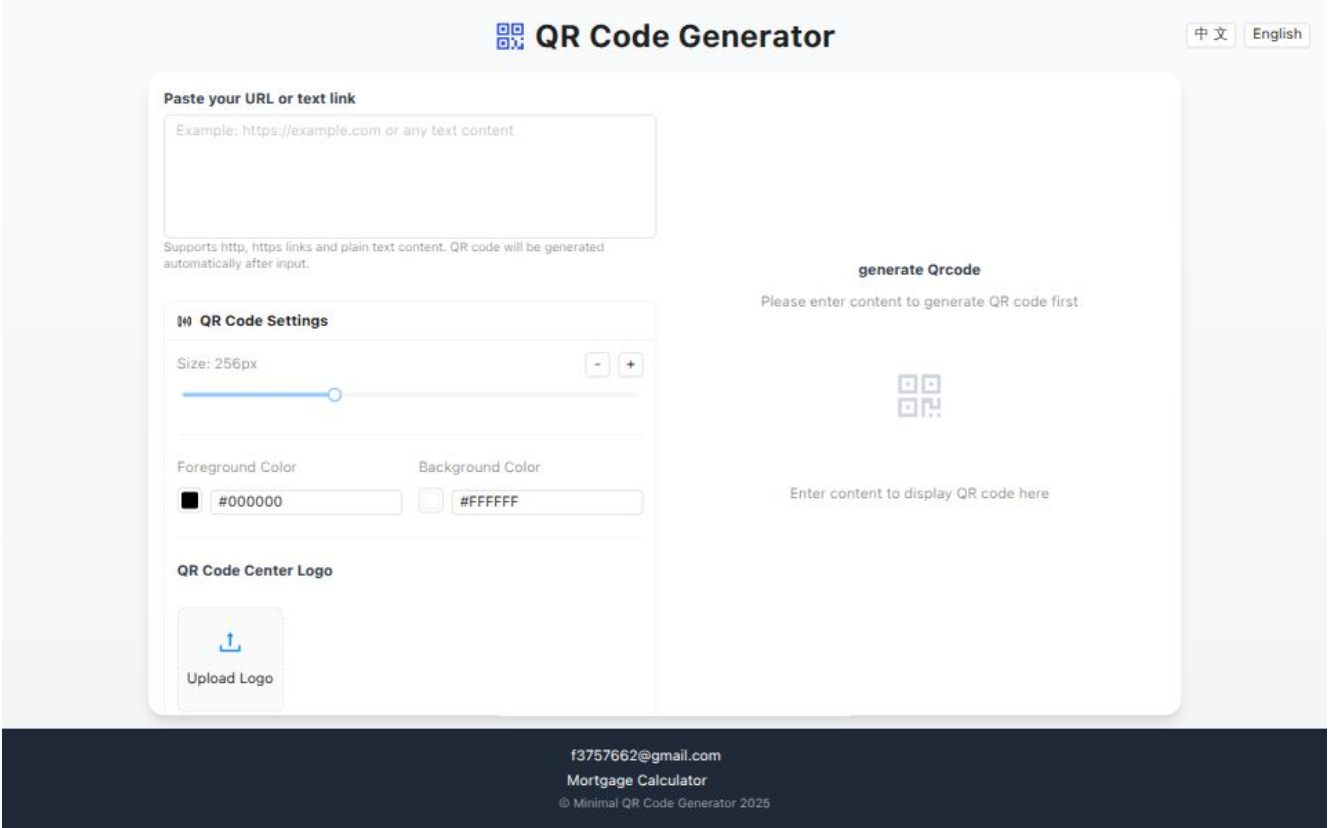 QR Code Generator
中文
English
Paste your URL or text link
Example: https://example.com or any text content
Supports http, https links and plain text content. QR code will be generated
automatically after input.
QR Code Settings
Size: 256px
-
+
Foreground Color
Background Color
#000000
#FFFFFF
QR Code Center Logo
Upload Logo
generate Qrcode
Please enter content to generate QR code first
Enter content to display QR code here
f3757662@gmail.com
Mortgage Calculator
© Minimal QR Code Generator 2025